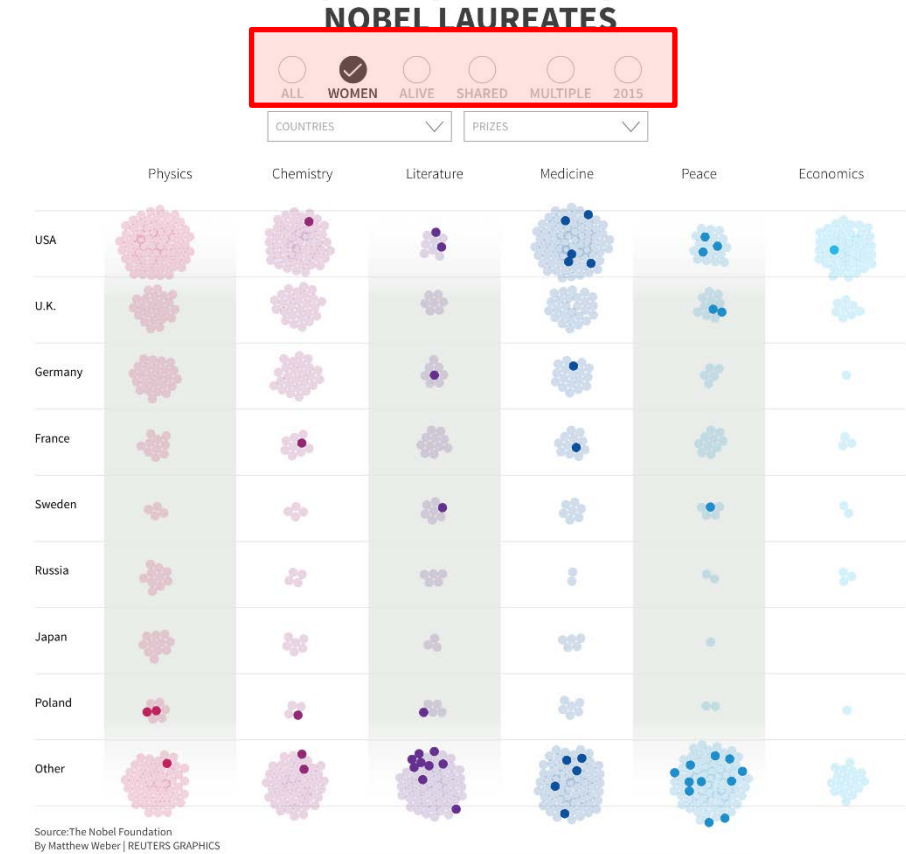 NOBEL LAUREATES
ALL WOMEN ALIVE SHARED MULTIPLE 2015
COUNTRIES PRIZES
Physics Chemistry Literature Medicine Peace Economics
USA
U.K.
Germany
France
Sweden
Russia
Japan
Poland
Other
Source:The Nobel Foundation
By Matthew Weber | REUTERS GRAPHICS